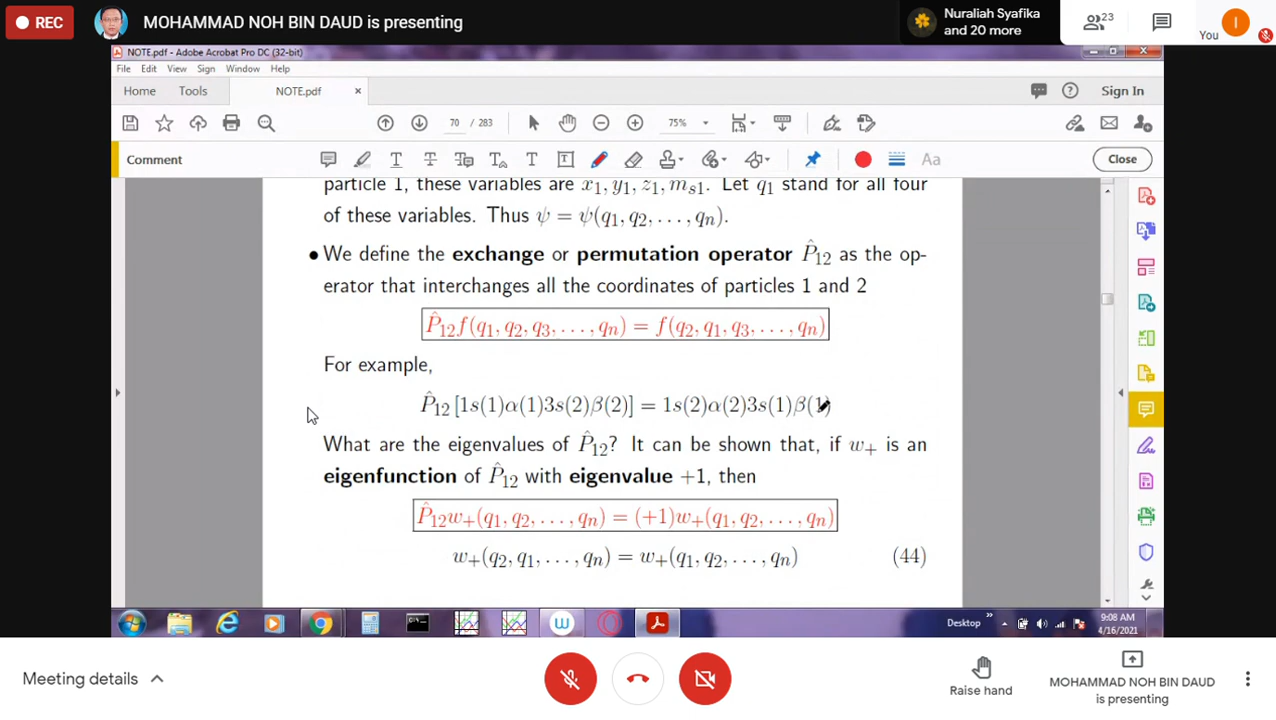 REC
MOHAMMAD NOH BIN DAUD is presenting
Nuraliah Syafika
and 20 more
23
I
You
NOTE.pdf - Adobe Acrobat Pro DC (32-bit)
File Edit View Sign Window Help
Home Tools NOTE.pdf × Sign In
70 / 283 75% Aa
Comment Close
particle 1, these variables are x₁, y₁, z₁, mₛ₁. Let q₁ stand for all four
of these variables. Thus ψ = ψ(q₁, q₂, . . . , qₙ).
• We define the exchange or permutation operator P̂₁₂ as the op-
erator that interchanges all the coordinates of particles 1 and 2
P̂₁₂f(q₁, q₂, q₃, . . . , qₙ) = f(q₂, q₁, q₃, . . . , qₙ)
For example,
P̂₁₂ [1s(1)α(1)3s(2)β(2)] = 1s(2)α(2)3s(1)β(1)
What are the eigenvalues of P̂₁₂? It can be shown that, if w₊ is an
eigenfunction of P̂₁₂ with eigenvalue +1, then
P̂₁₂w₊(q₁, q₂, . . . , qₙ) = (+1)w₊(q₁, q₂, . . . , qₙ)
w₊(q₂, q₁, . . . , qₙ) = w₊(q₁, q₂, . . . , qₙ) (44)
Desktop » 9:08 AM
4/16/2021
Meeting details
Raise hand
MOHAMMAD NOH BIN DAUD
is presenting